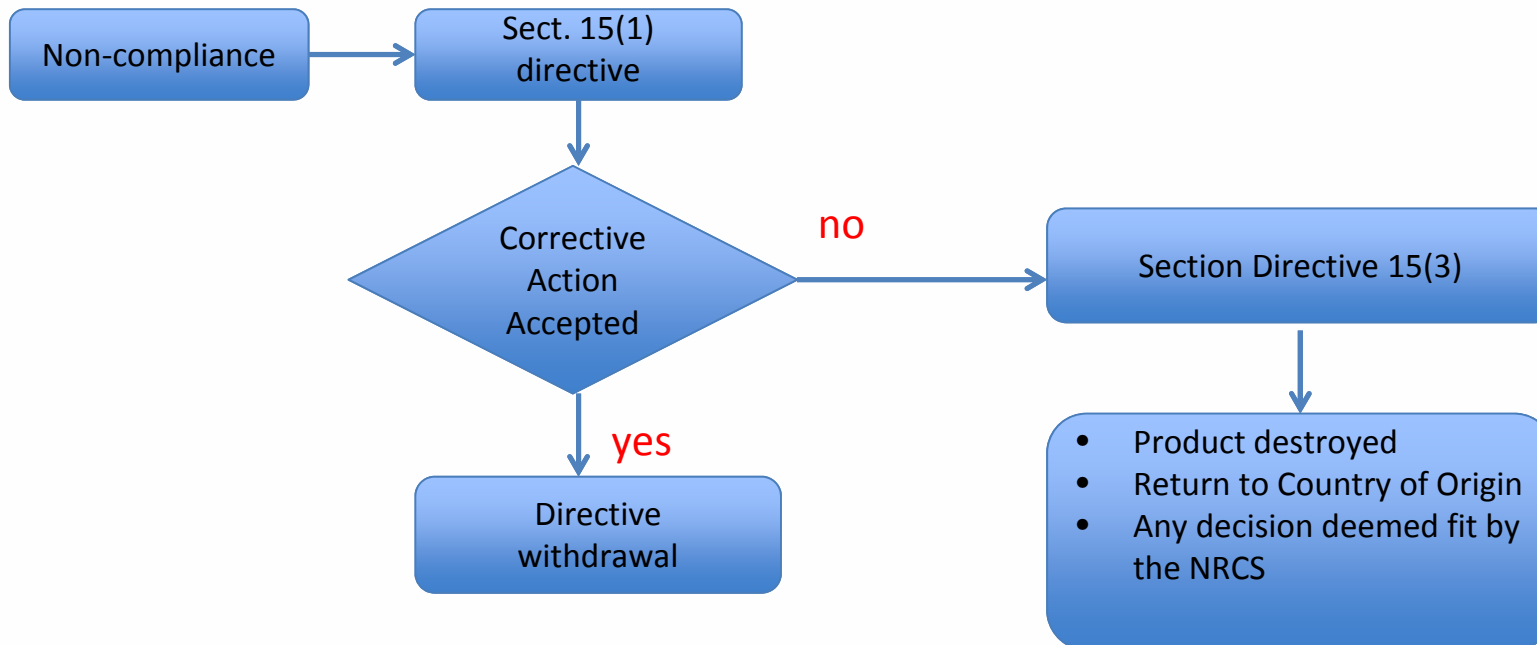 Non-compliance
Sect. 15(1)
directive
Corrective
Action
Accepted
no
Section Directive 15(3)
yes
Directive
withdrawal
• Product destroyed
• Return to Country of Origin
• Any decision deemed fit by
the NRCS